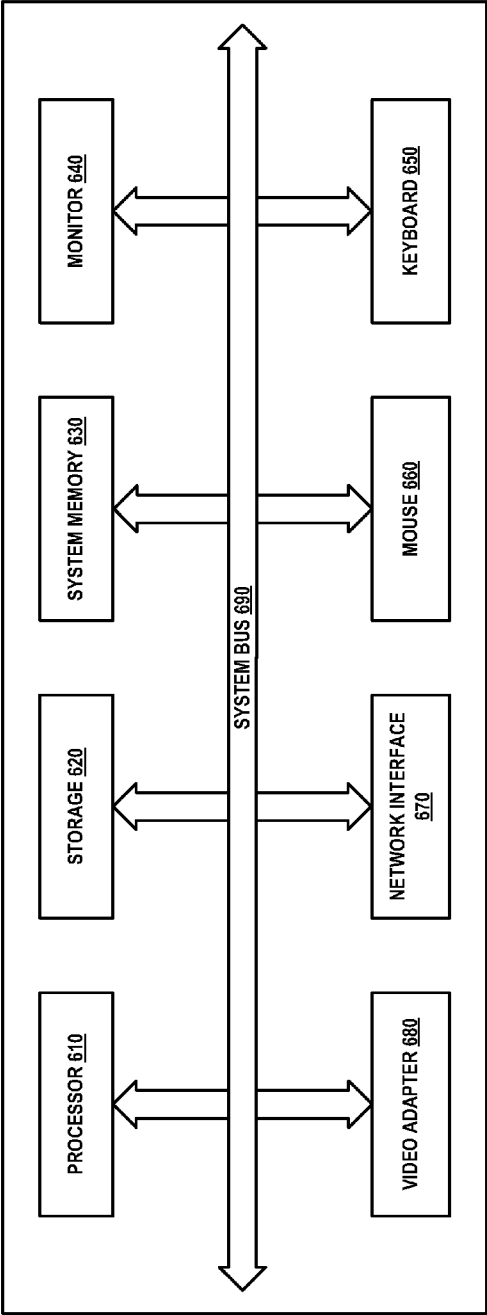 PROCESSOR 610
STORAGE 620
SYSTEM MEMORY 630
MONITOR 640
SYSTEM BUS 690
VIDEO ADAPTER 680
NETWORK INTERFACE
670
MOUSE 660
KEYBOARD 650